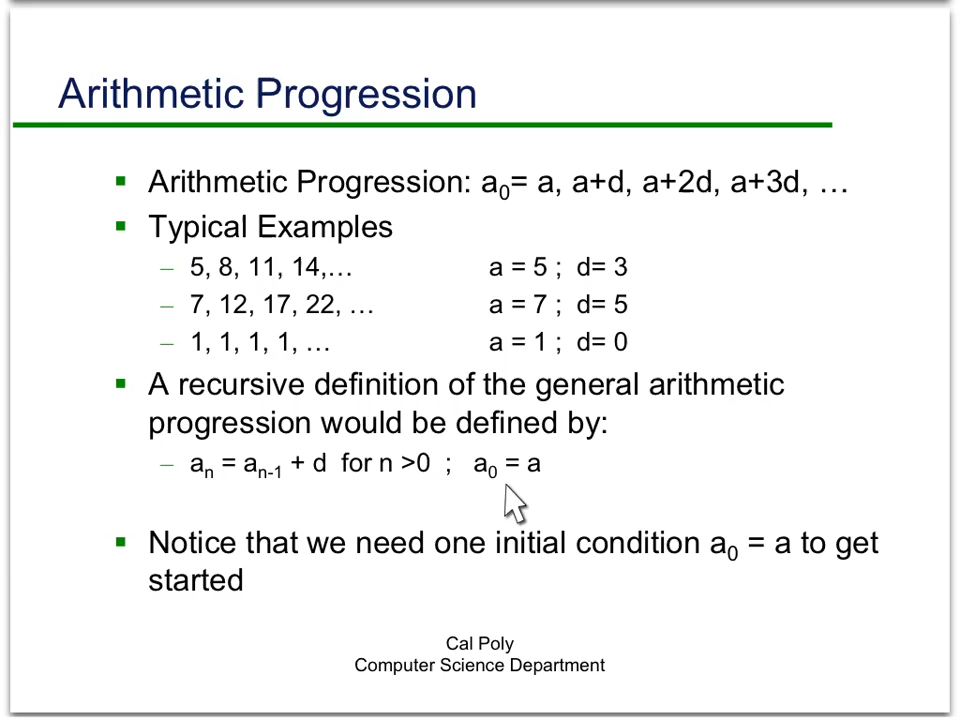 Arithmetic Progression
▪ Arithmetic Progression: a₀= a, a+d, a+2d, a+3d, …
▪ Typical Examples
– 5, 8, 11, 14,… a = 5 ; d= 3
– 7, 12, 17, 22, … a = 7 ; d= 5
– 1, 1, 1, 1, … a = 1 ; d= 0
▪ A recursive definition of the general arithmetic
progression would be defined by:
– aₙ = aₙ₋₁ + d for n >0 ; a₀ = a
▪ Notice that we need one initial condition a₀ = a to get
started
Cal Poly
Computer Science Department